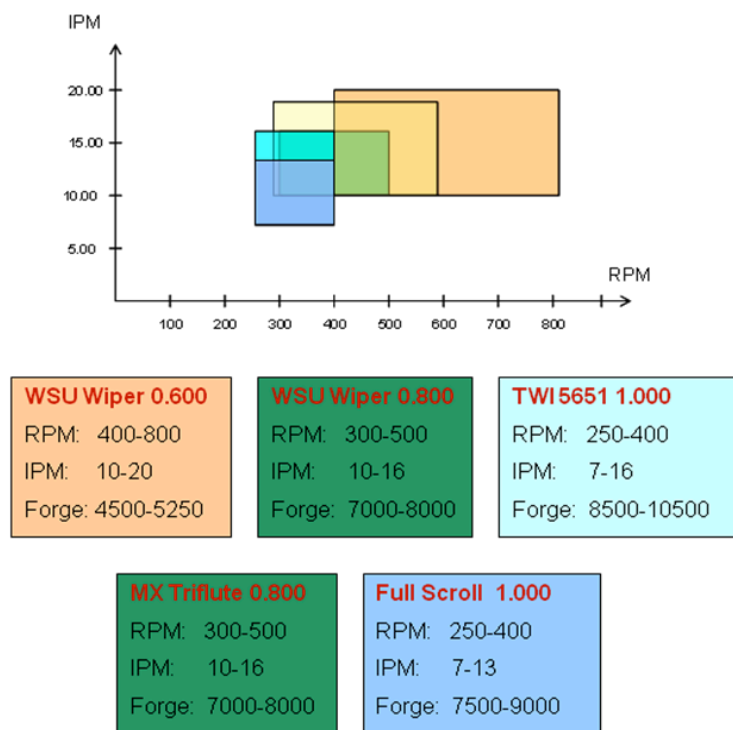 IPM
20.00
15.00
10.00
5.00
RPM
100 200 300 400 500 600 700 800
WSU Wiper 0.600
RPM: 400-800
IPM: 10-20
Forge: 4500-5250
WSU Wiper 0.800
RPM: 300-500
IPM: 10-16
Forge: 7000-8000
TWI 5651 1.000
RPM: 250-400
IPM: 7-16
Forge: 8500-10500
MX Triflute 0.800
RPM: 300-500
IPM: 10-16
Forge: 7000-8000
Full Scroll 1.000
RPM: 250-400
IPM: 7-13
Forge: 7500-9000